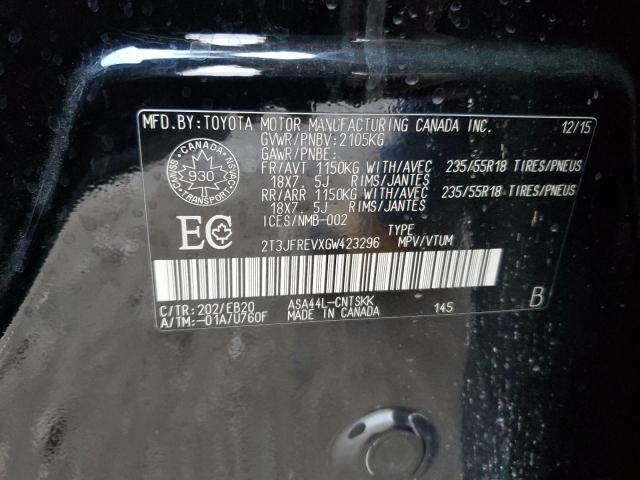 MFD.BY:TOYOTA MOTOR MANUFACTURING CANADA INC. 12/15
GVWR/PNBV:2105KG
GAWR/PNBE:
FR/AVT 1150KG WITH/AVEC 235/55R18 TIRES/PNEUS
18X7.5J RIMS/JANTES
RR/ARR 1150KG WITH/AVEC 235/55R18 TIRES/PNEUS
18X7.5J RIMS/JANTES
ICES/NMB-002
CANADA
930
TRANSPORT
CMVSS
NSVAC
EC
TYPE
2T3JFREVXGW423296 MPV/VTUM
C/TR:202/EB20 ASA44L-CNTSKK 145 B
A/TM:-01A/U760F MADE IN CANADA